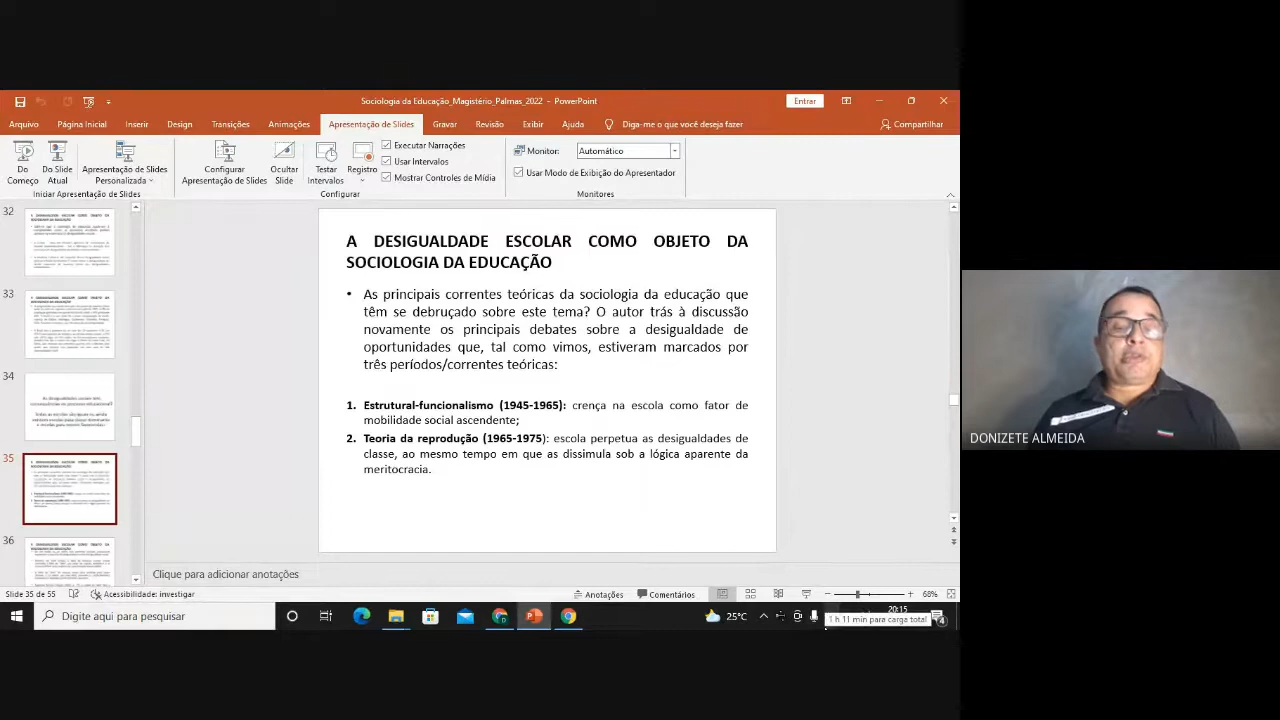 Sociologia da Educação_Magistério_Palmas_2022 - PowerPoint
Entrar
Arquivo Página Inicial Inserir Design Transições Animações Apresentação de Slides Gravar Revisão Exibir Ajuda Diga-me o que você deseja fazer Compartilhar
Do Começo
Do Slide Atual
Apresentação de Slides Personalizada
Configurar Apresentação de Slides
Ocultar Slide
Testar Intervalos
Registro
Executar Narrações
Usar Intervalos
Mostrar Controles de Mídia
Monitor: Automático
Usar Modo de Exibição do Apresentador
Iniciar Apresentação de Slides Configurar Monitores
32
33
34
35
36
A DESIGUALDADE ESCOLAR COMO OBJETO DA
SOCIOLOGIA DA EDUCAÇÃO
• As principais contemporâneas da sociologia da educação
têm se debruçado sobre esse tema? O autor trás à
novamente os principais debates sobre a desigualdade
oportunidades que, tal como vimos, estiveram marcados por
três períodos/correntes teóricas:
1. Estrutural-funcionalista (1945-1965): crença na escola como fator de
mobilidade social ascendente;
2. Teoria da reprodução (1665-1975): escola perpetua as desigualdades de
classe, ao mesmo tempo em que as dissimula sob a lógica aparente
meritocracia.
DONIZETE ALMEIDA
Clique para adicionar anotações
Slide 35 de 55 Acessibilidade: investigar Anotações Comentários 68%
Digite aqui para pesquisar
25°C
20:15
1 h 11 min para carga total
4